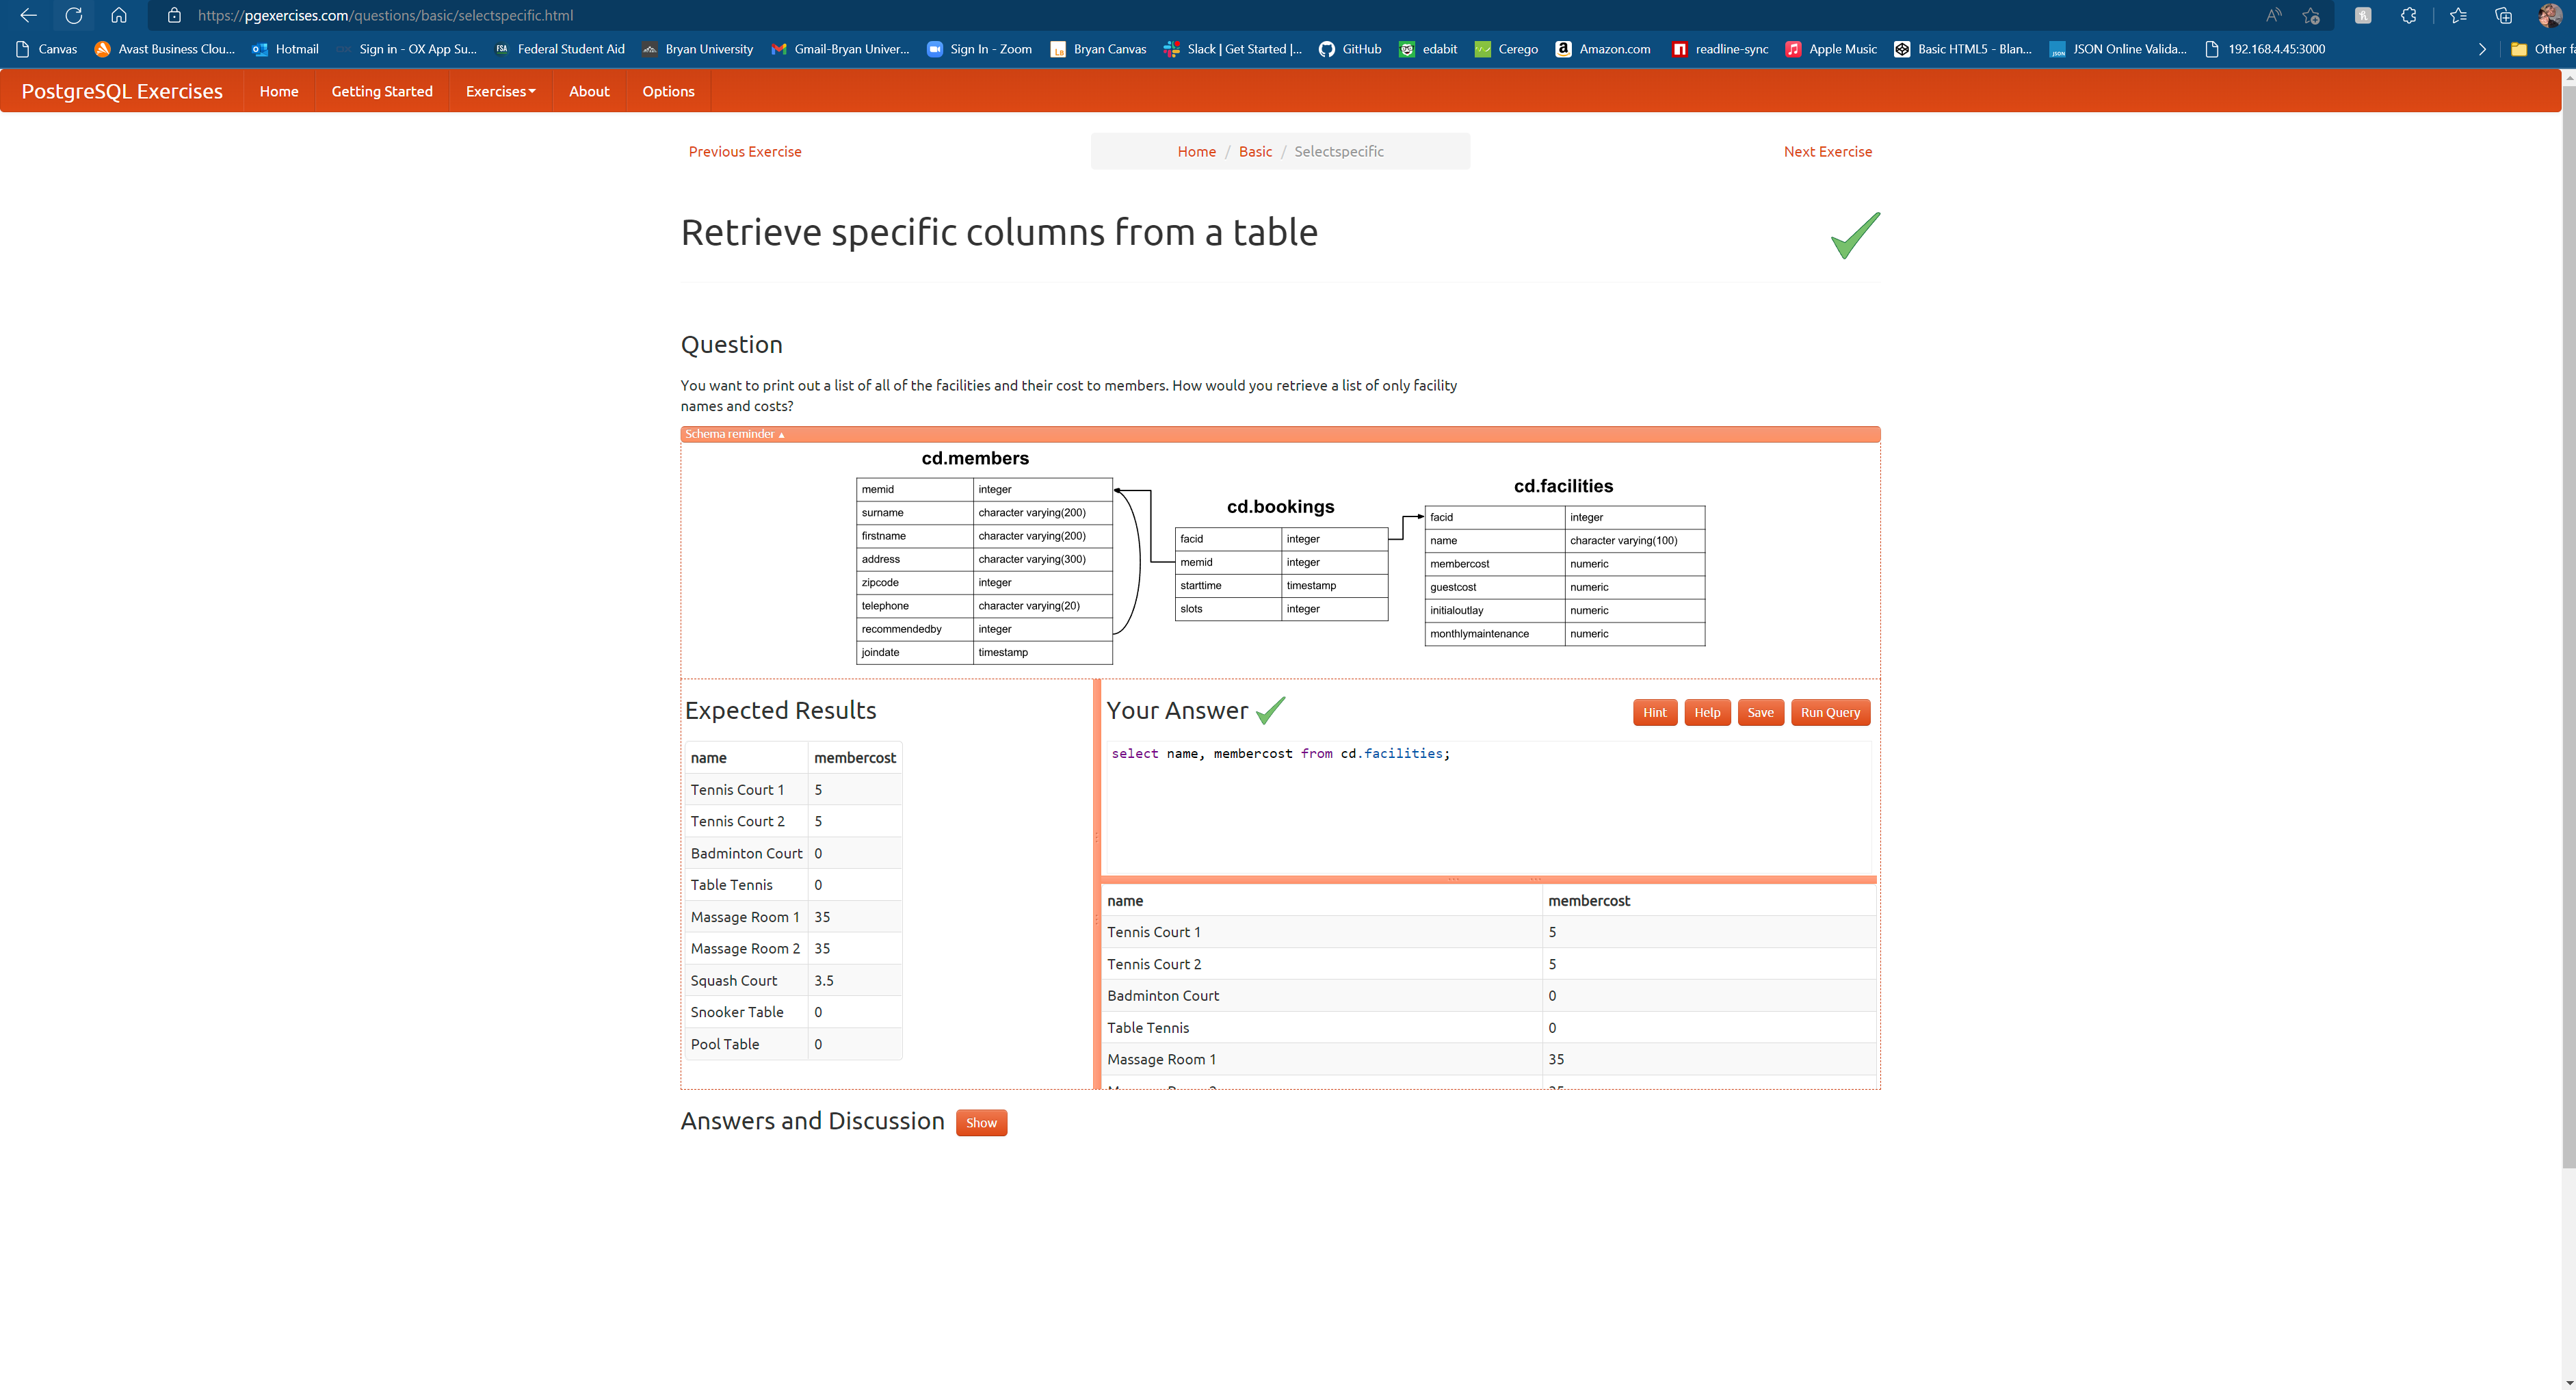 https://pgexercises.com/questions/basic/selectspecific.html
Canvas Avast Business Clou... Hotmail Sign in - OX App Su... Federal Student Aid Bryan University Gmail-Bryan Univer... Sign In - Zoom Bryan Canvas Slack | Get Started |... GitHub edabit Cerego Amazon.com readline-sync Apple Music Basic HTML5 - Blan... JSON Online Valida... 192.168.4.45:3000 Other fa
PostgreSQL Exercises Home Getting Started Exercises About Options
Previous Exercise Home / Basic / Selectspecific Next Exercise
Retrieve specific columns from a table
Question
You want to print out a list of all of the facilities and their cost to members. How would you retrieve a list of only facility
names and costs?
Schema reminder
cd.members
memid integer
surname character varying(200)
firstname character varying(200)
address character varying(300)
zipcode integer
telephone character varying(20)
recommendedby integer
joindate timestamp
cd.bookings
facid integer
memid integer
starttime timestamp
slots integer
cd.facilities
facid integer
name character varying(100)
membercost numeric
guestcost numeric
initialoutlay numeric
monthlymaintenance numeric
Expected Results
name membercost
Tennis Court 1 5
Tennis Court 2 5
Badminton Court 0
Table Tennis 0
Massage Room 1 35
Massage Room 2 35
Squash Court 3.5
Snooker Table 0
Pool Table 0
Your Answer Hint Help Save Run Query
select name, membercost from cd.facilities;
name membercost
Tennis Court 1 5
Tennis Court 2 5
Badminton Court 0
Table Tennis 0
Massage Room 1 35
Answers and Discussion Show